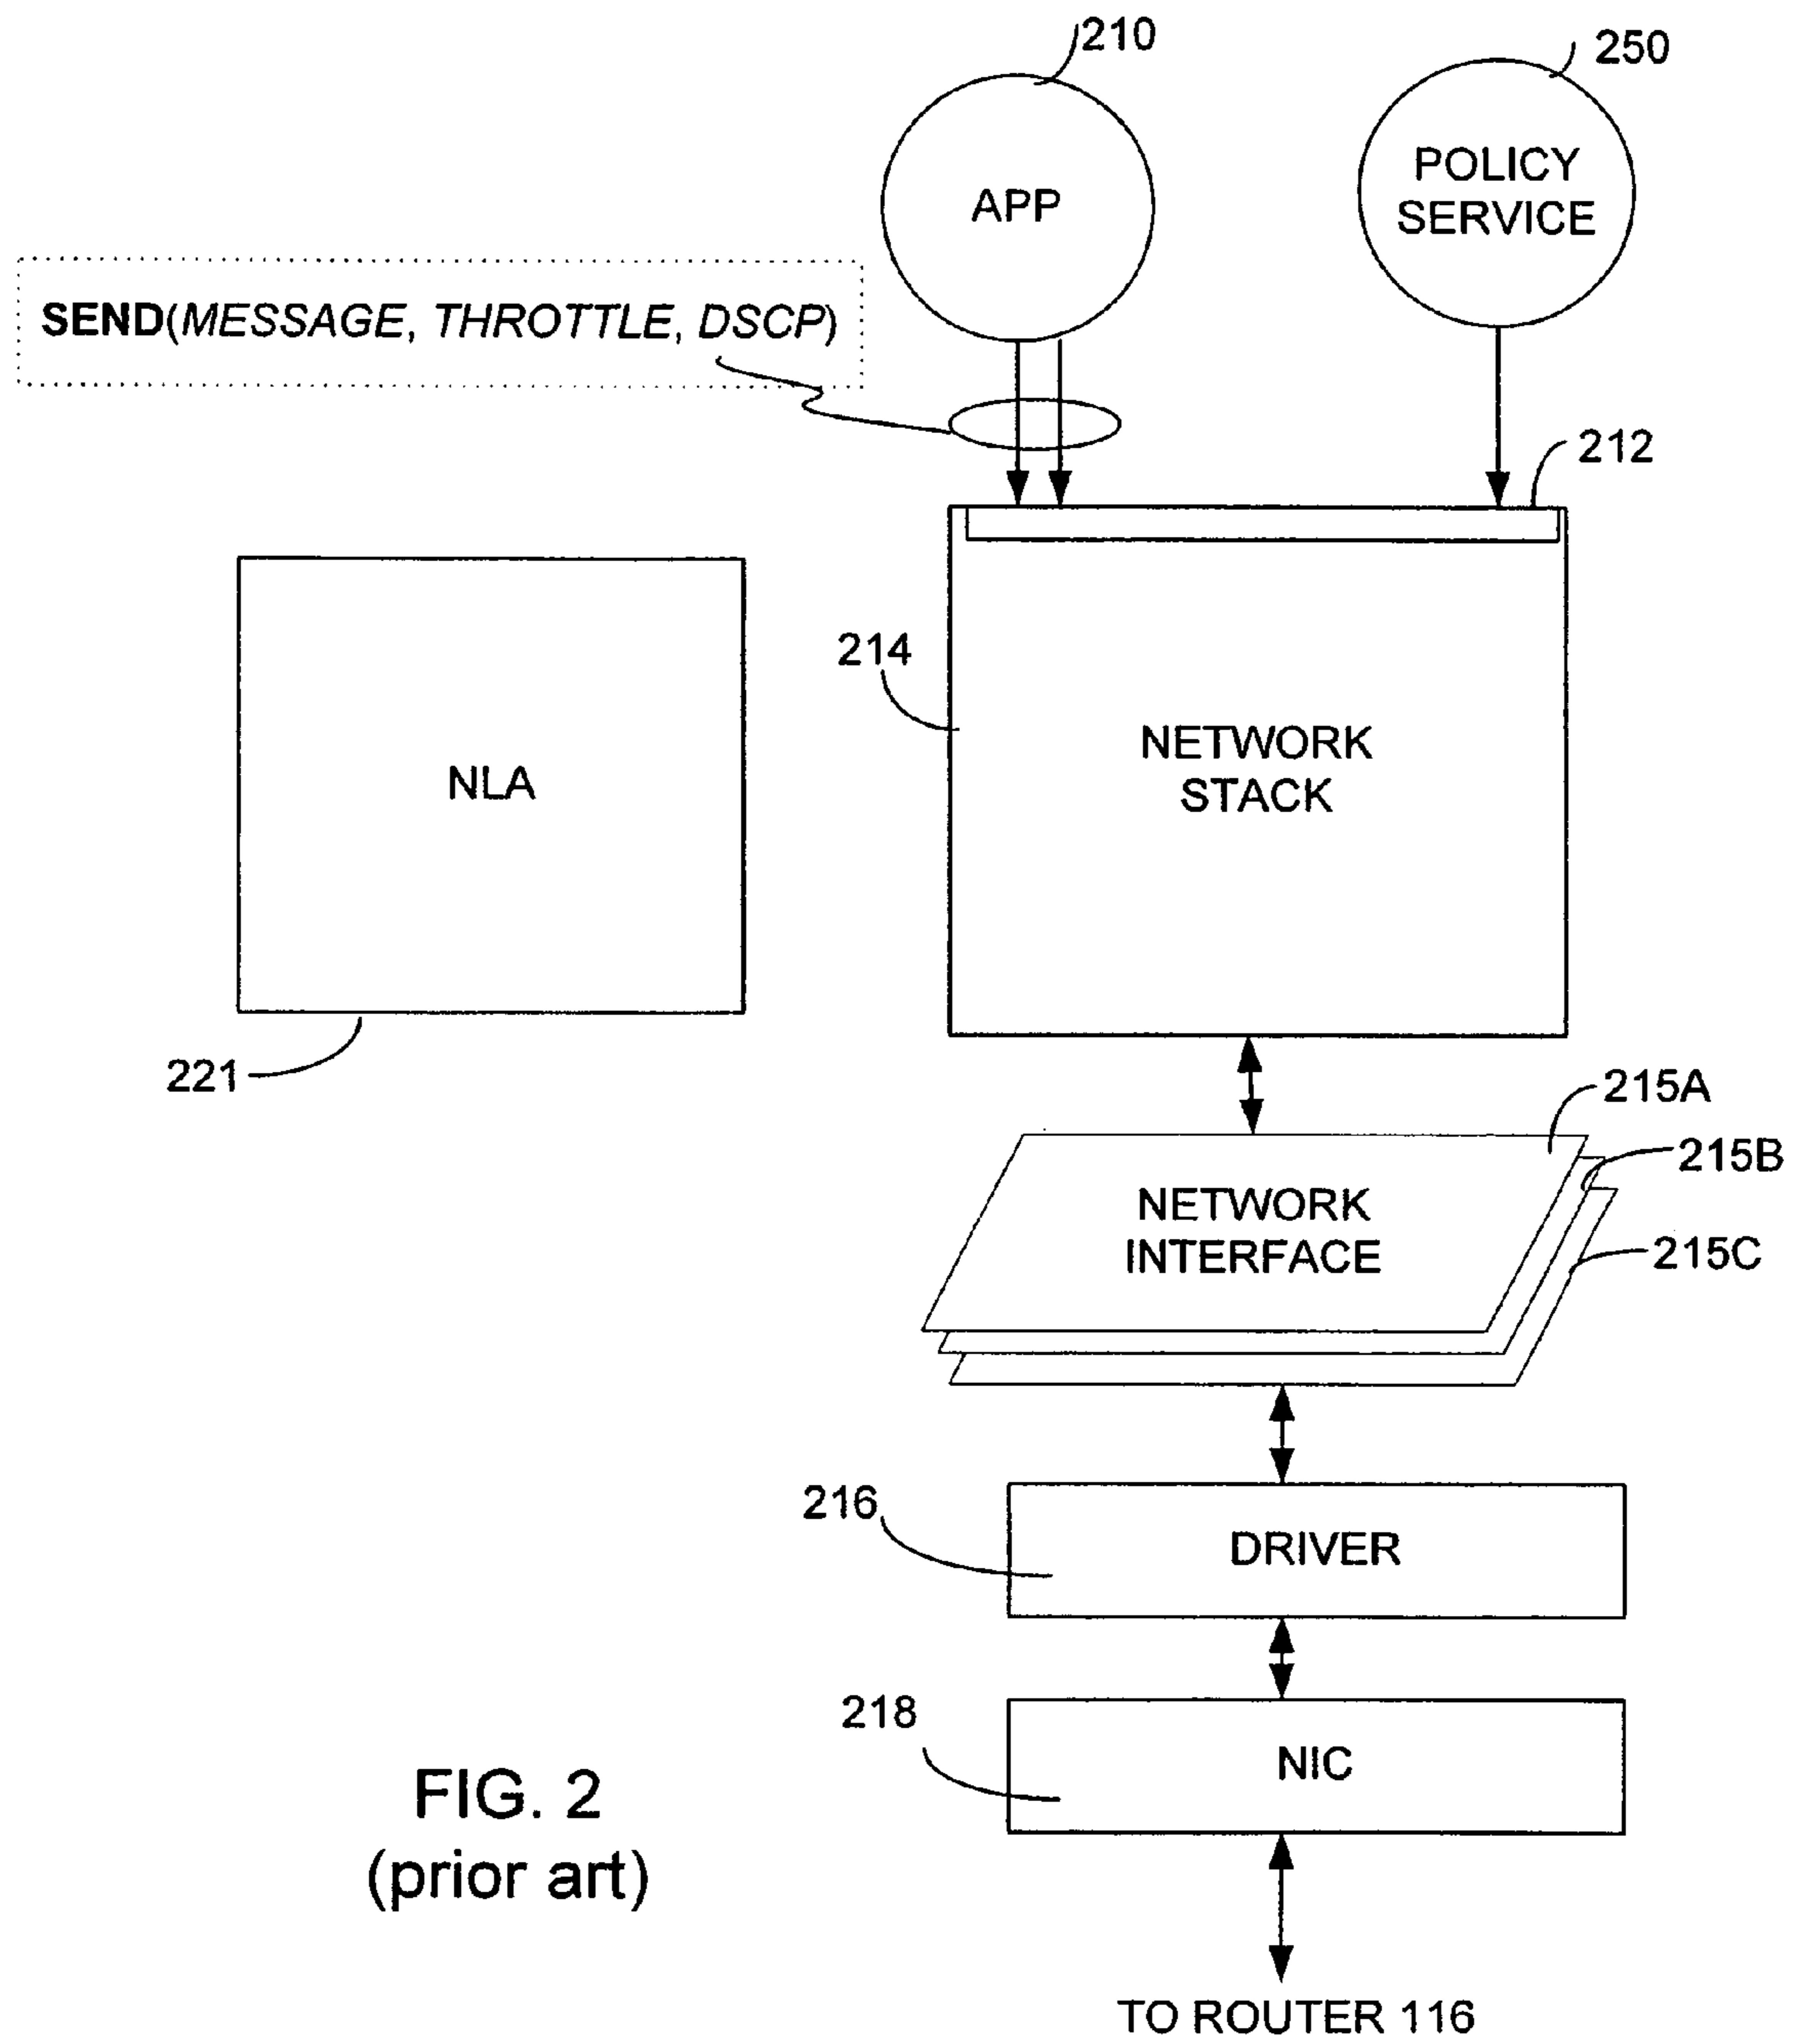 210
250
APP
POLICY
SERVICE
SEND(MESSAGE, THROTTLE, DSCP)
212
214
NETWORK
STACK
NLA
221
215A
215B
NETWORK
INTERFACE
215C
216
DRIVER
218
NIC
FIG. 2
(prior art)
TO ROUTER 116